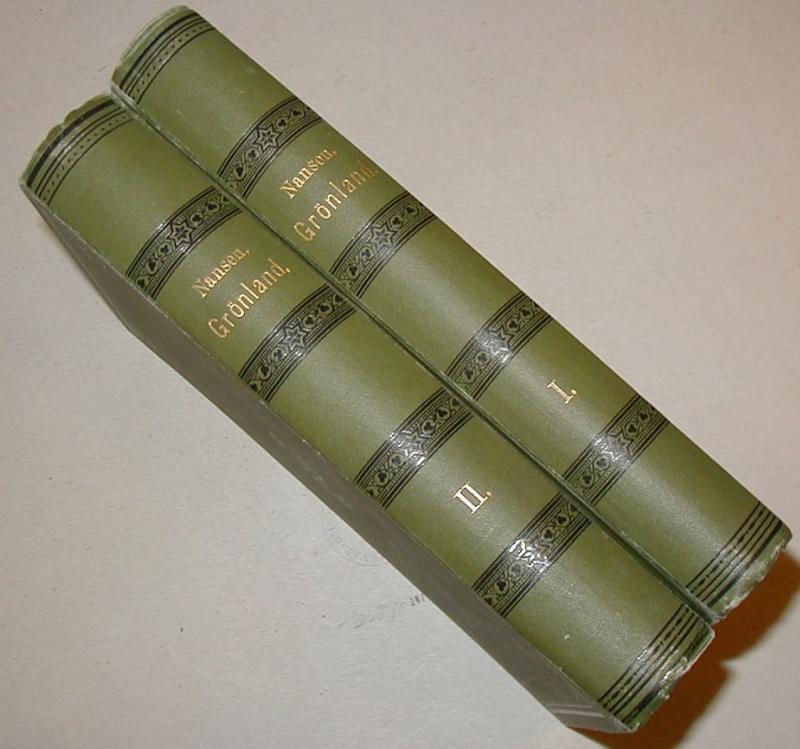 Nansen,
Grönland.
I.
Nansen,
Grönland.
II.